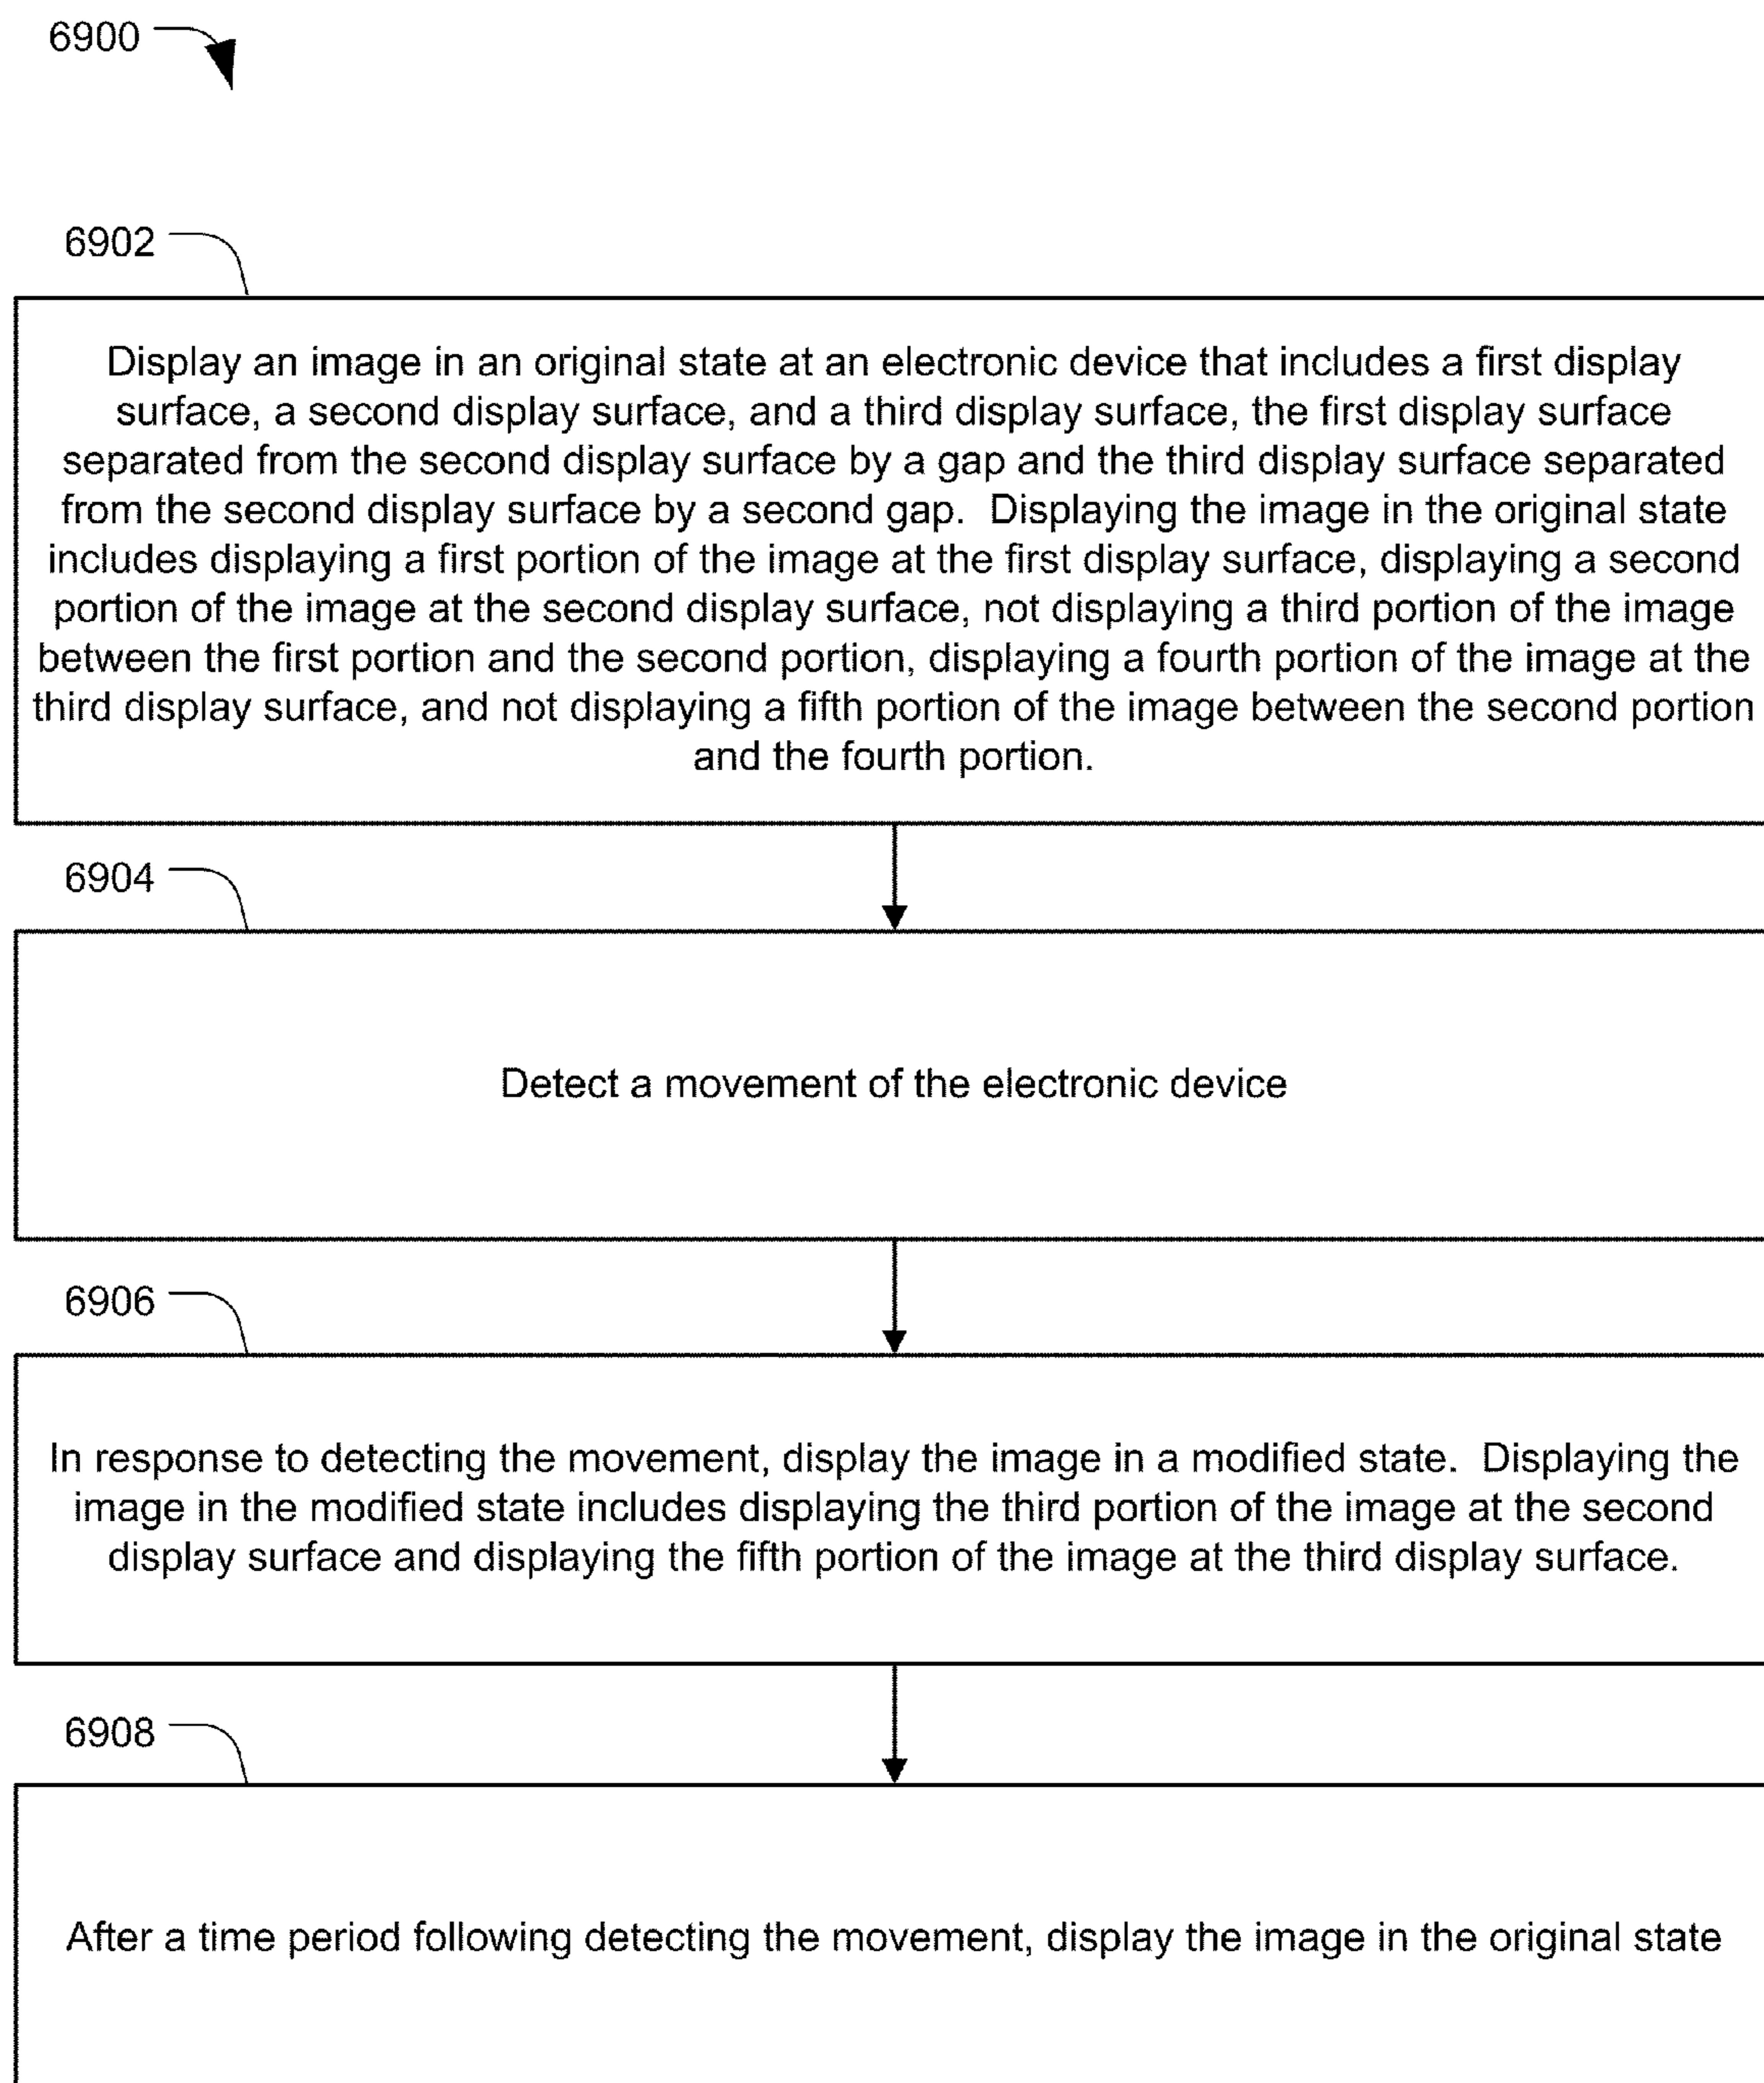 6900
6902
Display an image in an original state at an electronic device that includes a first display
surface, a second display surface, and a third display surface, the first display surface
separated from the second display surface by a gap and the third display surface separated
from the second display surface by a second gap.  Displaying the image in the original state
includes displaying a first portion of the image at the first display surface, displaying a second
portion of the image at the second display surface, not displaying a third portion of the image
between the first portion and the second portion, displaying a fourth portion of the image at the
third display surface, and not displaying a fifth portion of the image between the second portion
and the fourth portion.
6904
Detect a movement of the electronic device
6906
In response to detecting the movement, display the image in a modified state.  Displaying the
image in the modified state includes displaying the third portion of the image at the second
display surface and displaying the fifth portion of the image at the third display surface.
6908
After a time period following detecting the movement, display the image in the original state